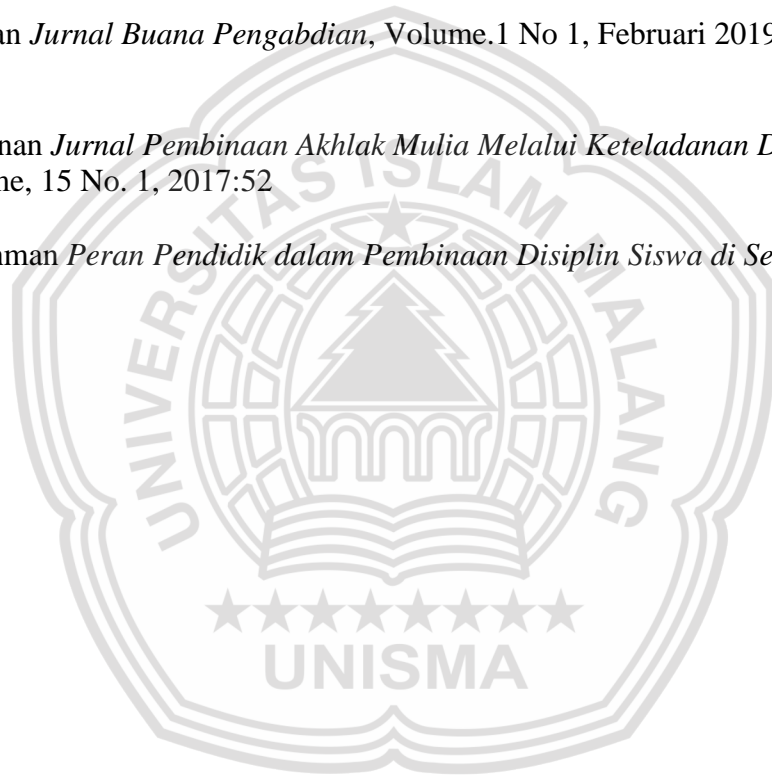 an Jurnal Buana Pengabdian, Volume.1 No 1, Februari 2019
nan Jurnal Pembinaan Akhlak Mulia Melalui Keteladanan D
ne, 15 No. 1, 2017:52
nman Peran Pendidik dalam Pembinaan Disiplin Siswa di Se
UNIVERSITAS ISLAM MALANG
UNISMA